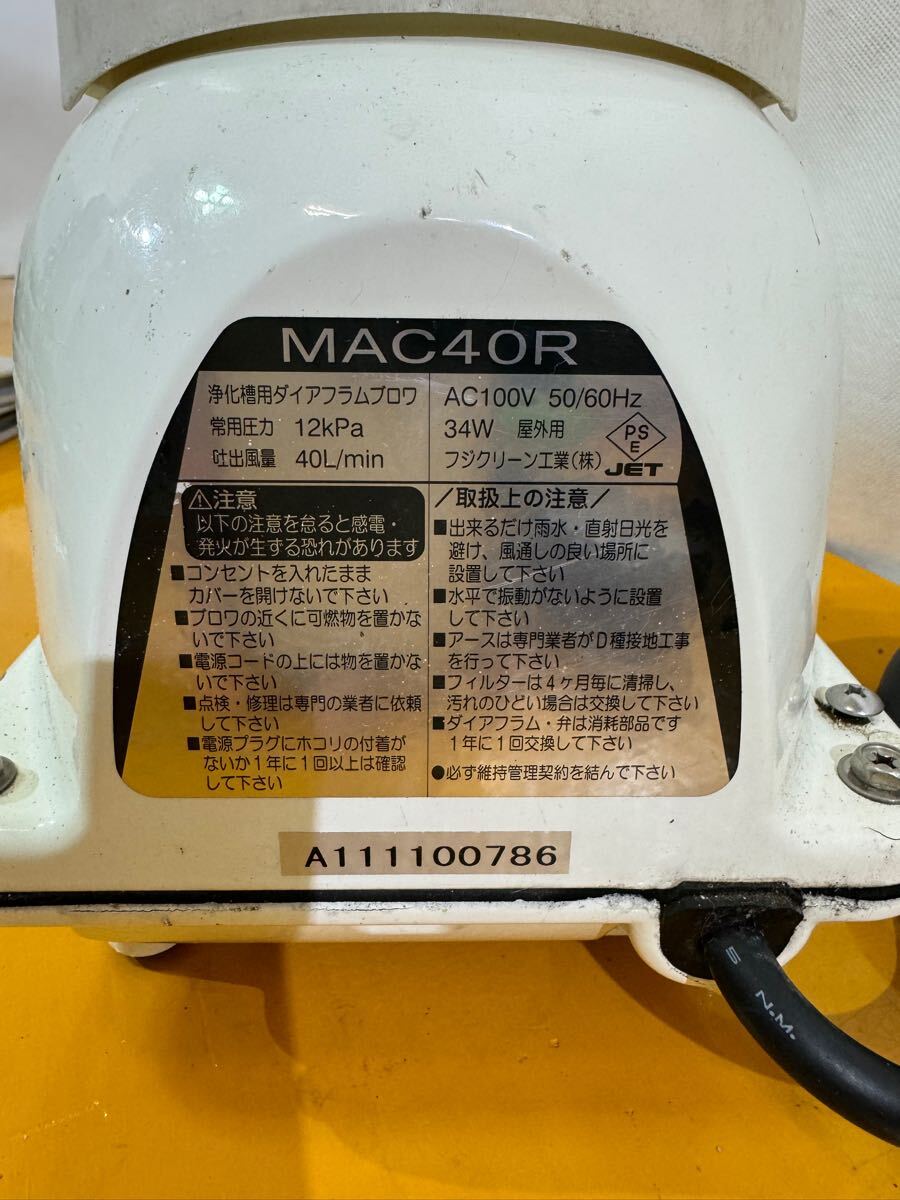 MAC40R
浄化槽用ダイアフラムブロワ
常用圧力 12kPa
吐出風量 40L/min
AC100V 50/60Hz
34W 屋外用
フジクリーン工業(株)
PS
E
JET
⚠注意
以下の注意を怠ると感電・
発火が生ずる恐れがあります
■コンセントを入れたまま
カバーを開けないで下さい
■ブロワの近くに可燃物を置かな
いで下さい
■電源コードの上には物を置かな
いで下さい
■点検・修理は専門の業者に依頼
して下さい
■電源プラグにホコリの付着が
ないか1年に1回以上は確認
して下さい
/取扱上の注意/
■出来るだけ雨水・直射日光を
避け、風通しの良い場所に
設置して下さい
■水平で振動がないように設置
して下さい
■アースは専門業者がD種接地工事
を行って下さい
■フィルターは4ヶ月毎に清掃し、
汚れのひどい場合は交換して下さい
■ダイアフラム・弁は消耗部品です
1年に1回交換して下さい
●必ず維持管理契約を結んで下さい
A111100786
S N.M.